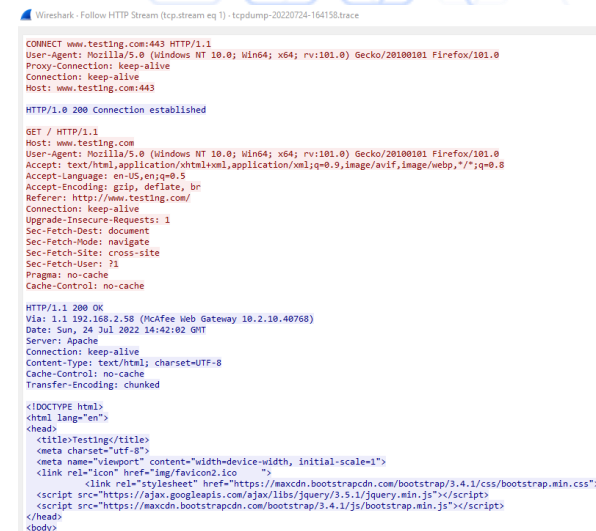 Wireshark - Follow HTTP Stream (tcp.stream eq 1) - tcpdump-20220724-164158.trace
CONNECT www.test1ng.com:443 HTTP/1.1
User-Agent: Mozilla/5.0 (Windows NT 10.0; Win64; x64; rv:101.0) Gecko/20100101 Firefox/101.0
Proxy-Connection: keep-alive
Connection: keep-alive
Host: www.test1ng.com:443
HTTP/1.0 200 Connection established
GET / HTTP/1.1
Host: www.test1ng.com
User-Agent: Mozilla/5.0 (Windows NT 10.0; Win64; x64; rv:101.0) Gecko/20100101 Firefox/101.0
Accept: text/html,application/xhtml+xml,application/xml;q=0.9,image/avif,image/webp,*/*;q=0.8
Accept-Language: en-US,en;q=0.5
Accept-Encoding: gzip, deflate, br
Referer: http://www.test1ng.com/
Connection: keep-alive
Upgrade-Insecure-Requests: 1
Sec-Fetch-Dest: document
Sec-Fetch-Mode: navigate
Sec-Fetch-Site: cross-site
Sec-Fetch-User: ?1
Pragma: no-cache
Cache-Control: no-cache
HTTP/1.1 200 OK
Via: 1.1 192.168.2.58 (McAfee Web Gateway 10.2.10.40768)
Date: Sun, 24 Jul 2022 14:42:02 GMT
Server: Apache
Connection: keep-alive
Content-Type: text/html; charset=UTF-8
Cache-Control: no-cache
Transfer-Encoding: chunked
<!DOCTYPE html>
<html lang="en">
<head>
<title>Test1ng</title>
<meta charset="utf-8">
<meta name="viewport" content="width=device-width, initial-scale=1">
<link rel="icon" href="img/favicon2.ico     ">
<link rel="stylesheet" href="https://maxcdn.bootstrapcdn.com/bootstrap/3.4.1/css/bootstrap.min.css">
<script src="https://ajax.googleapis.com/ajax/libs/jquery/3.5.1/jquery.min.js"></script>
<script src="https://maxcdn.bootstrapcdn.com/bootstrap/3.4.1/js/bootstrap.min.js"></script>
</head>
<body>